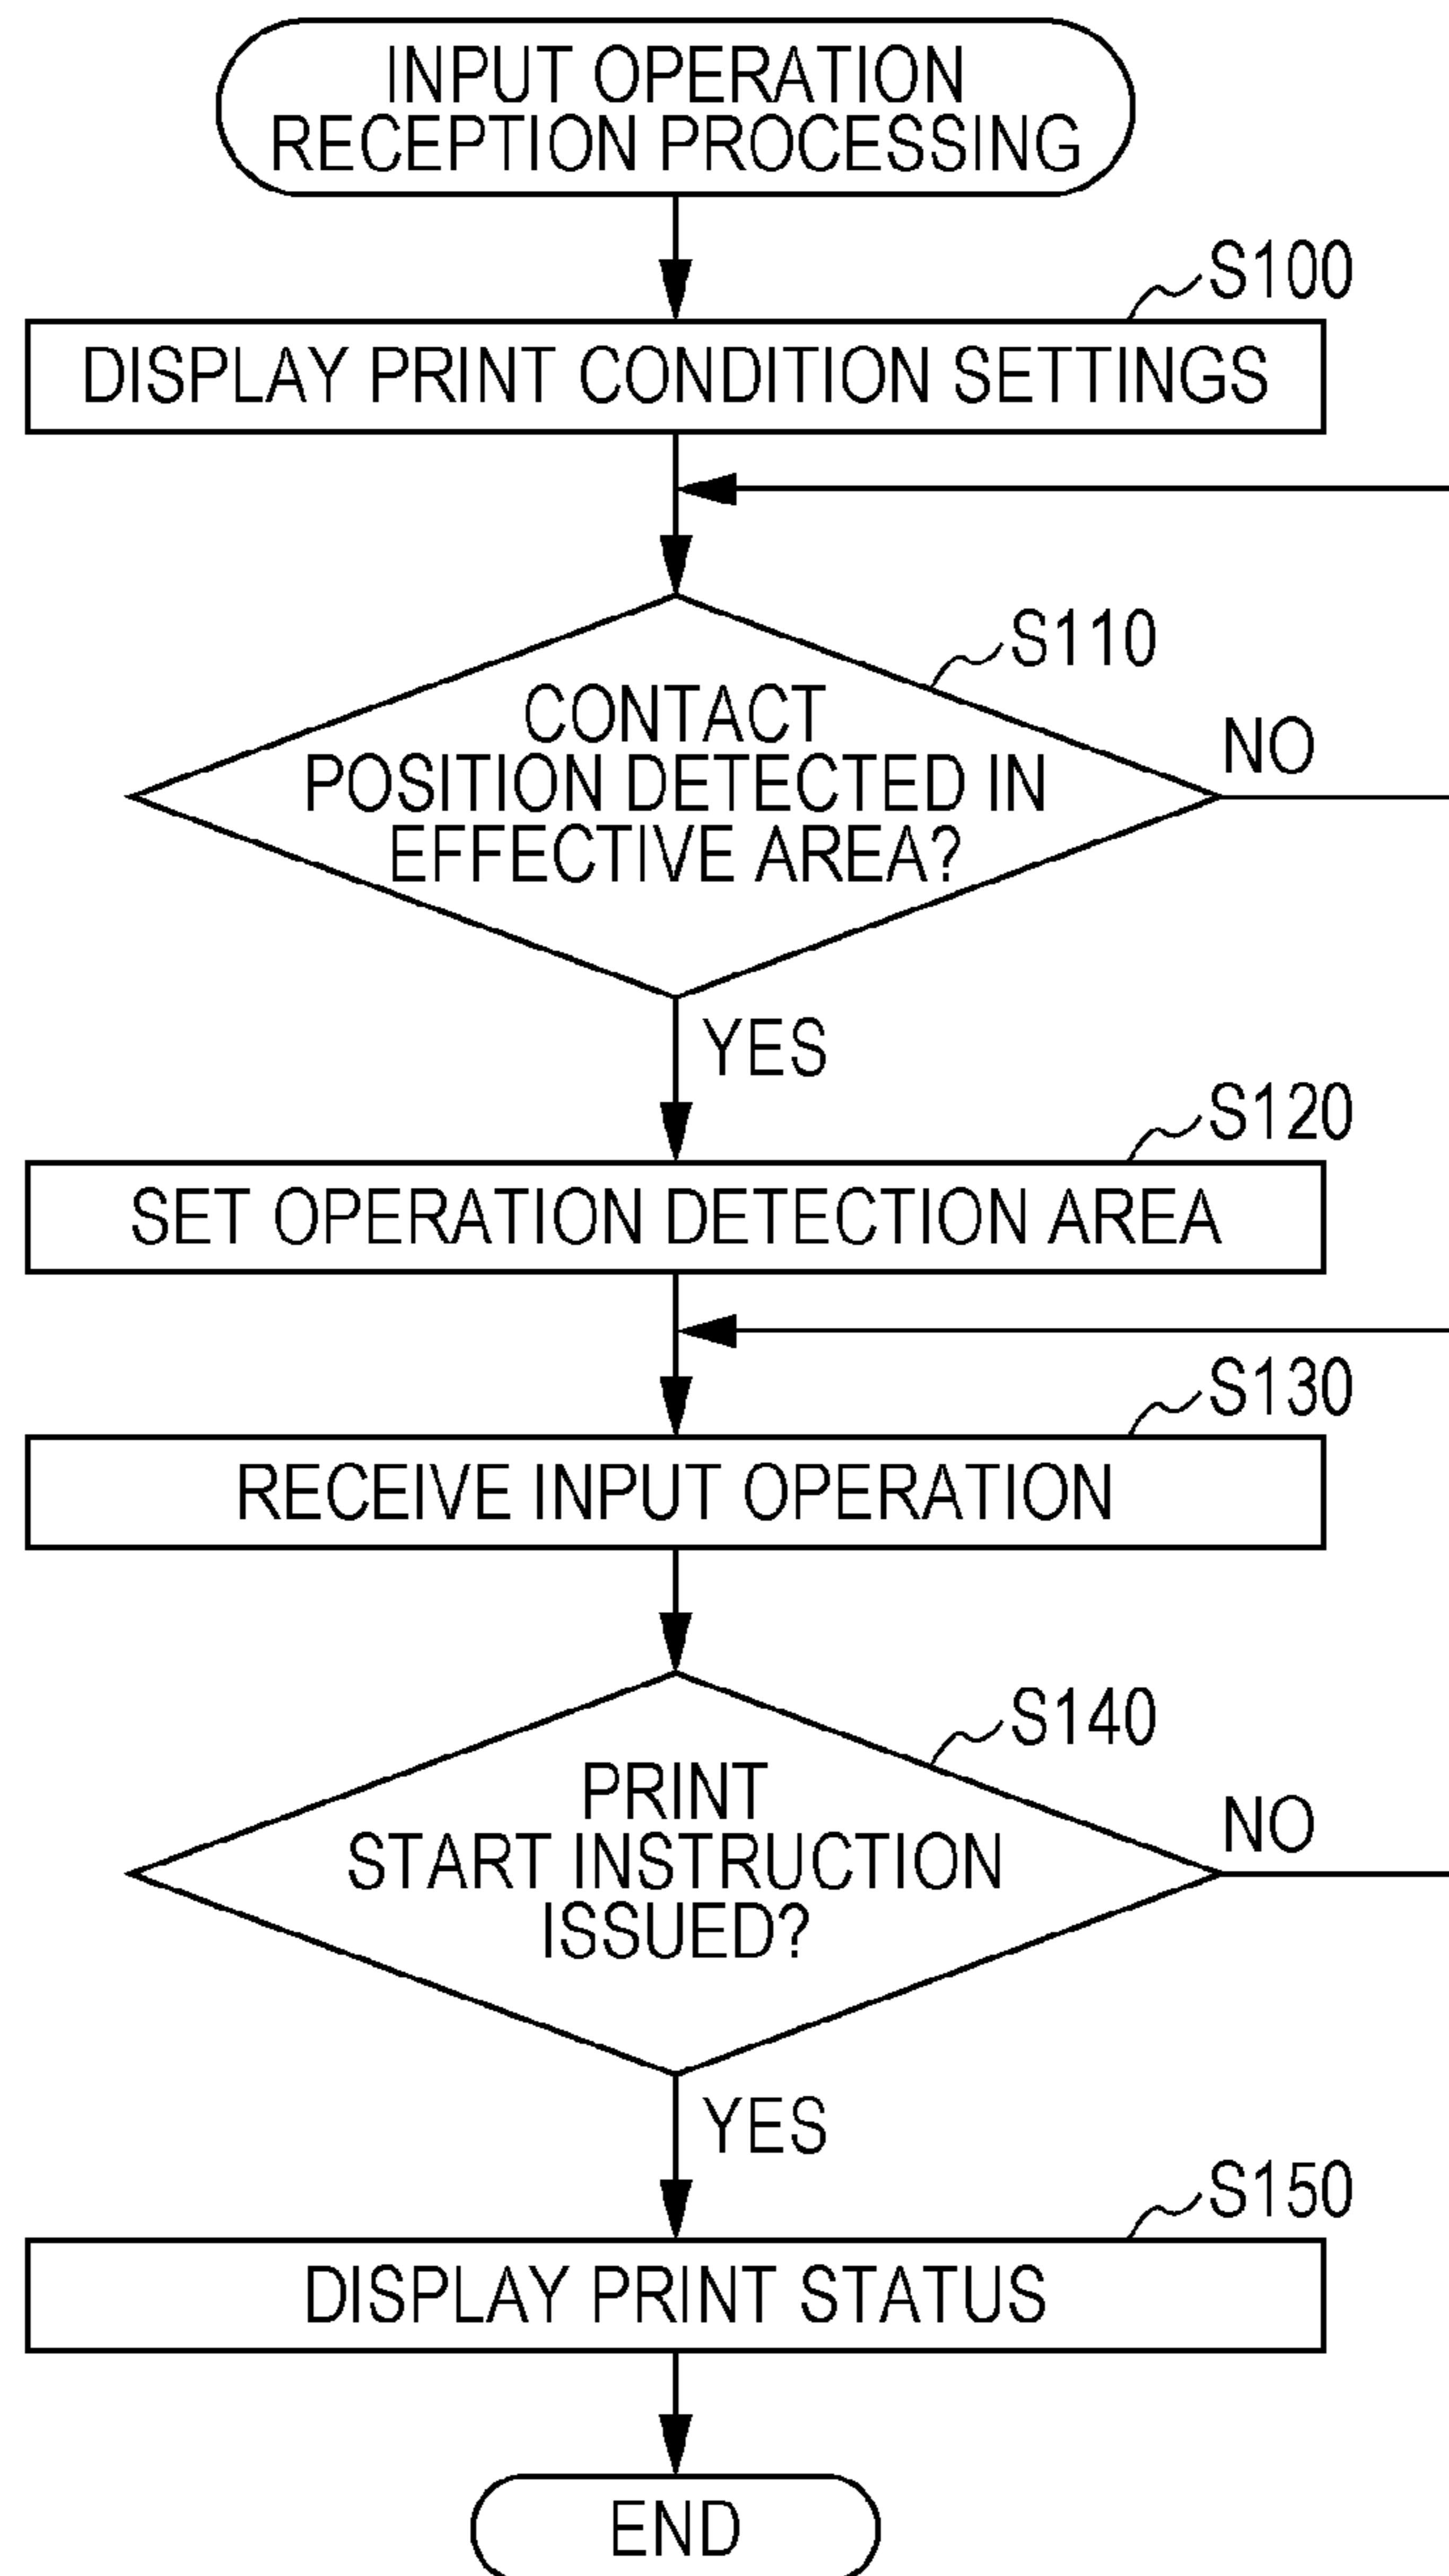 INPUT OPERATION
RECEPTION PROCESSING
S100
DISPLAY PRINT CONDITION SETTINGS
S110
CONTACT
POSITION DETECTED IN
EFFECTIVE AREA?
NO
YES
S120
SET OPERATION DETECTION AREA
S130
RECEIVE INPUT OPERATION
S140
PRINT
START INSTRUCTION
ISSUED?
NO
YES
S150
DISPLAY PRINT STATUS
END